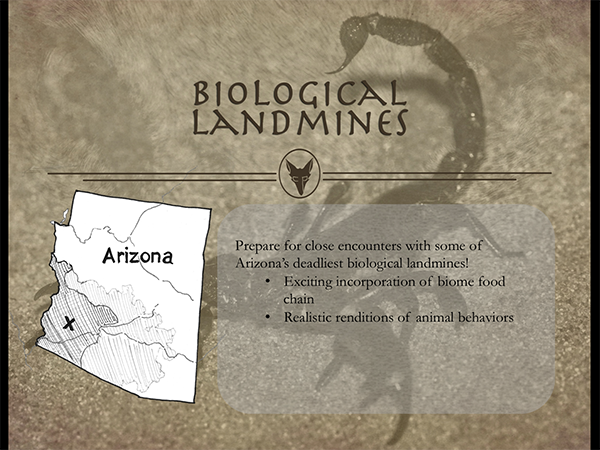 BIOLOGICAL
LANDMINES
Arizona
x
Prepare for close encounters with some of
Arizona's deadliest biological landmines!
• Exciting incorporation of biome food
chain
• Realistic renditions of animal behaviors